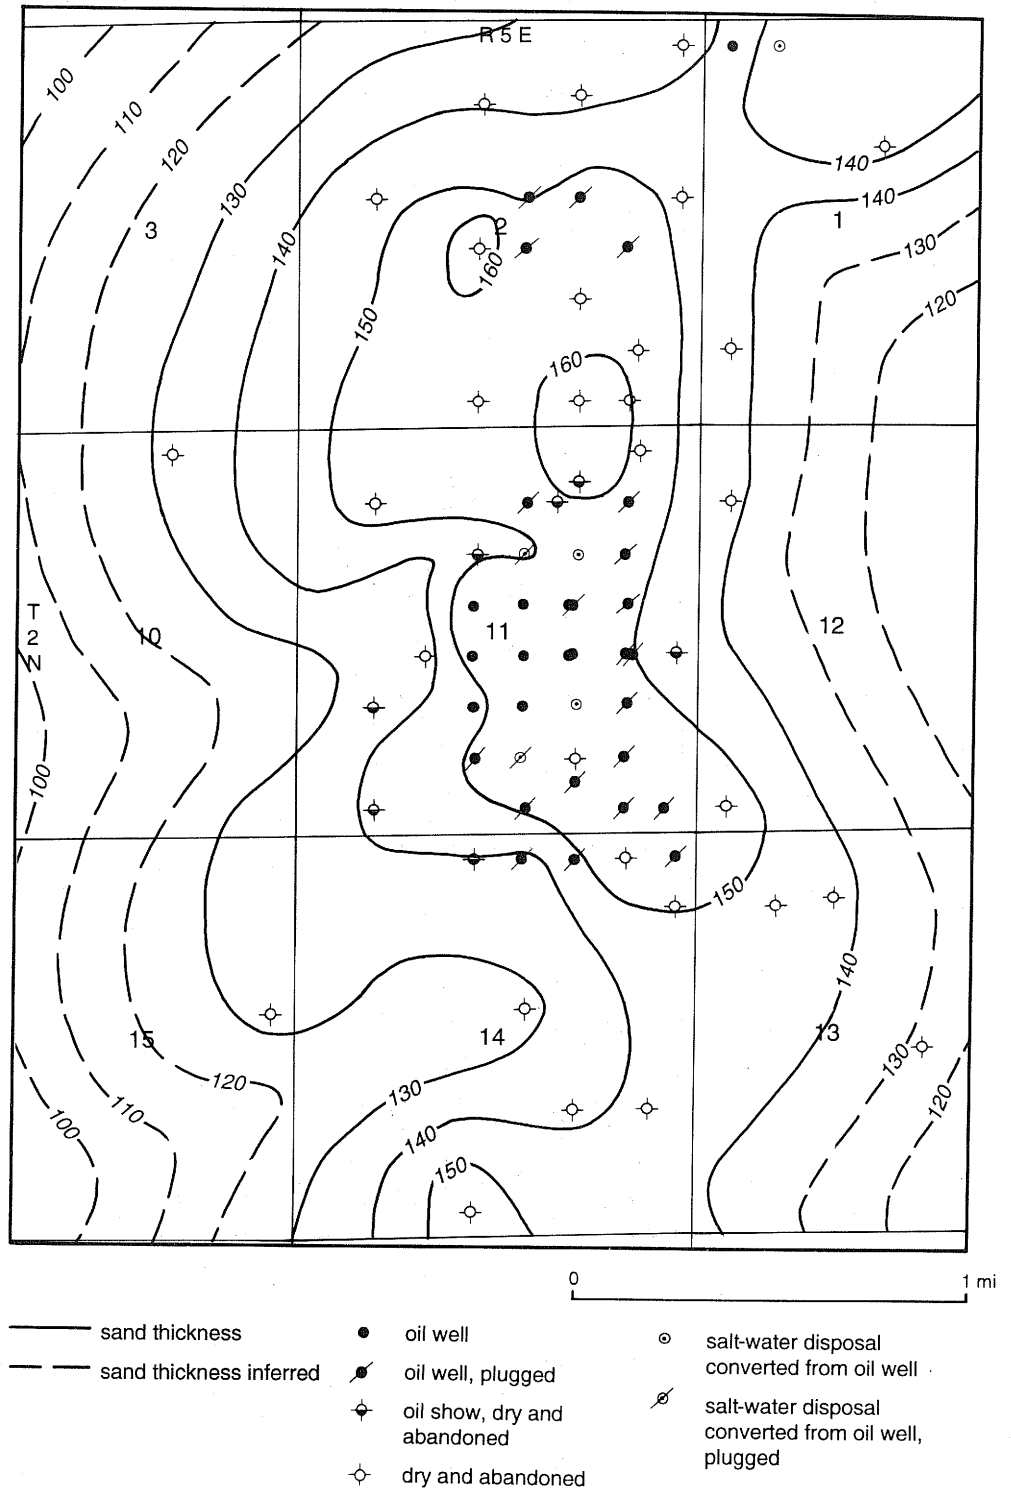 R 5 E
100
110
120
130
140
140
140
3
2
1
160
130
150
120
160
T
2
N
10
11
12
100
150
140
15
14
13
120
130
130
110
100
120
140
150
0
1 mi
sand thickness
sand thickness inferred
oil well
oil well, plugged
oil show, dry and
abandoned
dry and abandoned
salt-water disposal
converted from oil well
salt-water disposal
converted from oil well,
plugged